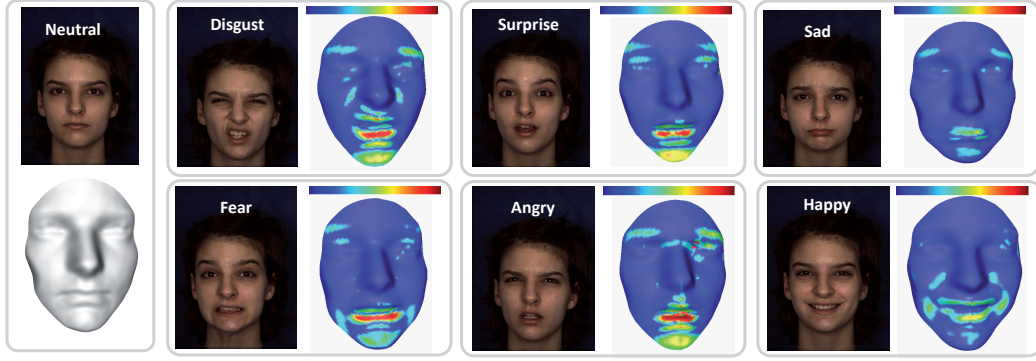 Neutral
Disgust
Surprise
Sad
Fear
Angry
Happy